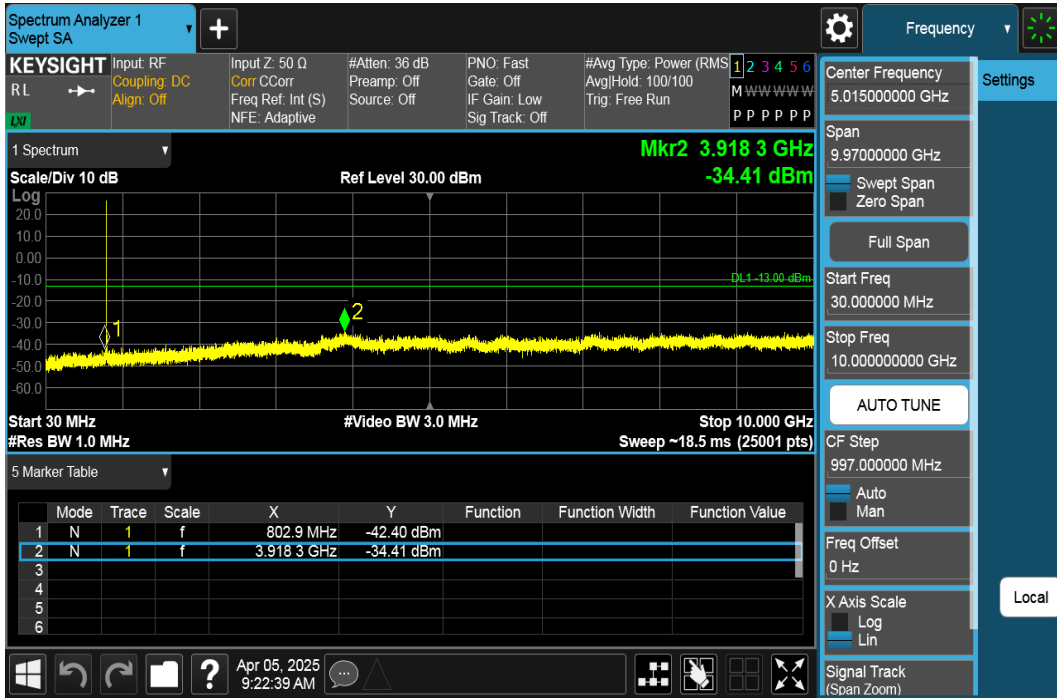 Spectrum Analyzer 1
Swept SA
+
Frequency
KEYSIGHT
RL
LXI
Input: RF
Coupling: DC
Align: Off
Input Z: 50 Ω
Corr CCorr
Freq Ref: Int (S)
NFE: Adaptive
#Atten: 36 dB
Preamp: Off
Source: Off
PNO: Fast
Gate: Off
IF Gain: Low
Sig Track: Off
#Avg Type: Power (RMS
Avg|Hold: 100/100
Trig: Free Run
1 2 3 4 5 6
M W W W W W
P P P P P P
1 Spectrum
Scale/Div 10 dB
Ref Level 30.00 dBm
Mkr2 3.918 3 GHz
-34.41 dBm
Log
20.0
10.0
0.00
-10.0
-20.0
-30.0
-40.0
-50.0
-60.0
DL1 -13.00 dBm
1
2
Start 30 MHz
#Video BW 3.0 MHz
Stop 10.000 GHz
#Res BW 1.0 MHz
Sweep ~18.5 ms (25001 pts)
5 Marker Table
Mode Trace Scale X Y Function Function Width Function Value
1 N 1 f 802.9 MHz -42.40 dBm
2 N 1 f 3.918 3 GHz -34.41 dBm
3
4
5
6
?
Apr 05, 2025
9:22:39 AM
Center Frequency
5.015000000 GHz
Span
9.97000000 GHz
Swept Span
Zero Span
Full Span
Start Freq
30.000000 MHz
Stop Freq
10.000000000 GHz
AUTO TUNE
CF Step
997.000000 MHz
Auto
Man
Freq Offset
0 Hz
X Axis Scale
Log
Lin
Signal Track
(Span Zoom)
Settings
Local